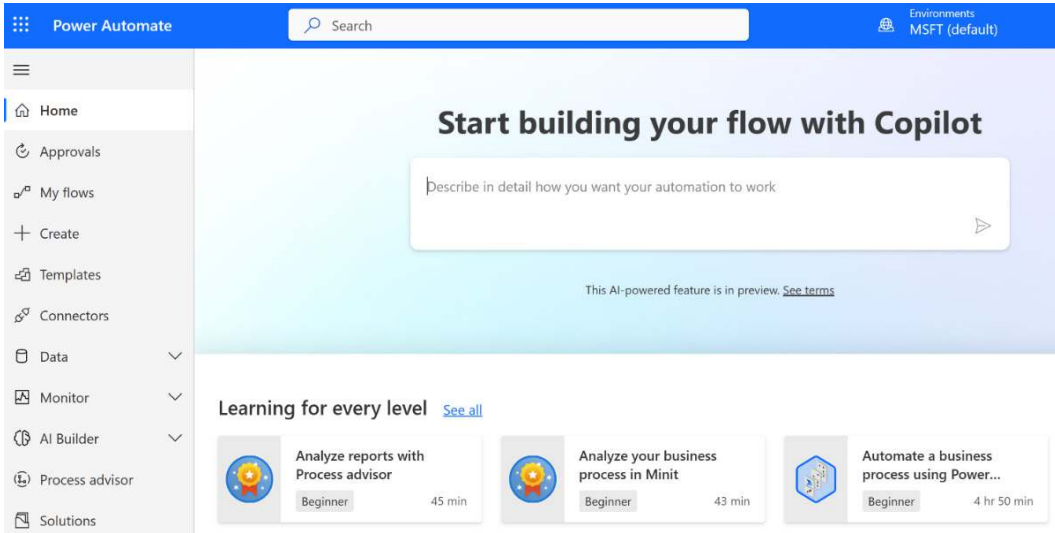 Power Automate
Search
Environments
MSFT (default)
Home
Approvals
My flows
Create
Templates
Connectors
Data
Monitor
AI Builder
Process advisor
Solutions
Start building your flow with Copilot
Describe in detail how you want your automation to work
This AI-powered feature is in preview. See terms
Learning for every level See all
Analyze reports with
Process advisor
Beginner 45 min
Analyze your business
process in Minit
Beginner 43 min
Automate a business
process using Power...
Beginner 4 hr 50 min